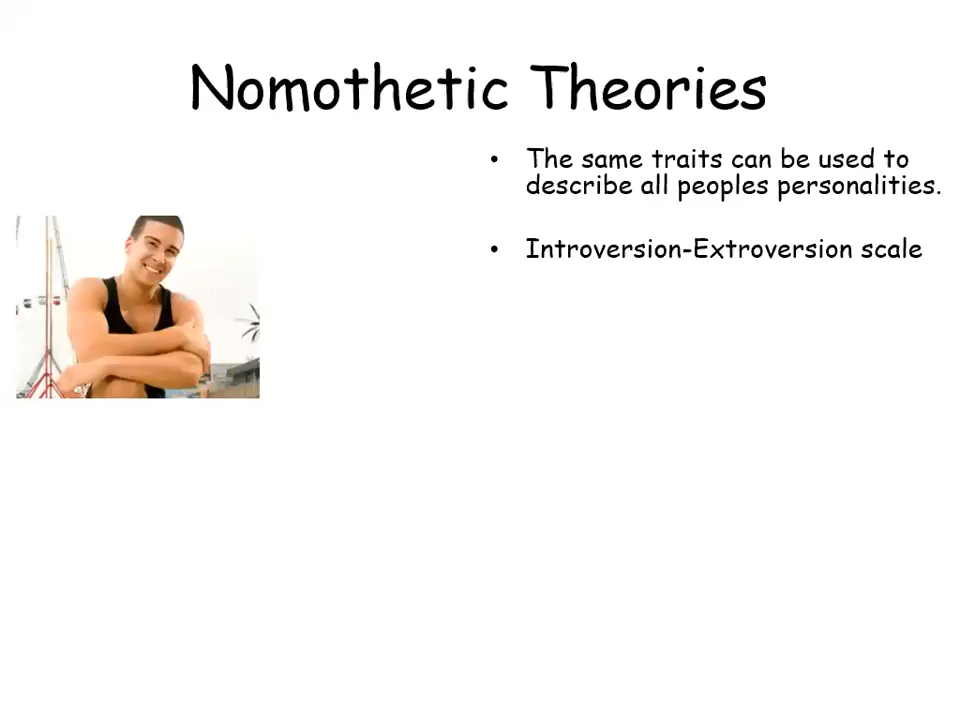 Nomothetic Theories
• The same traits can be used to
describe all peoples personalities.
• Introversion-Extroversion scale